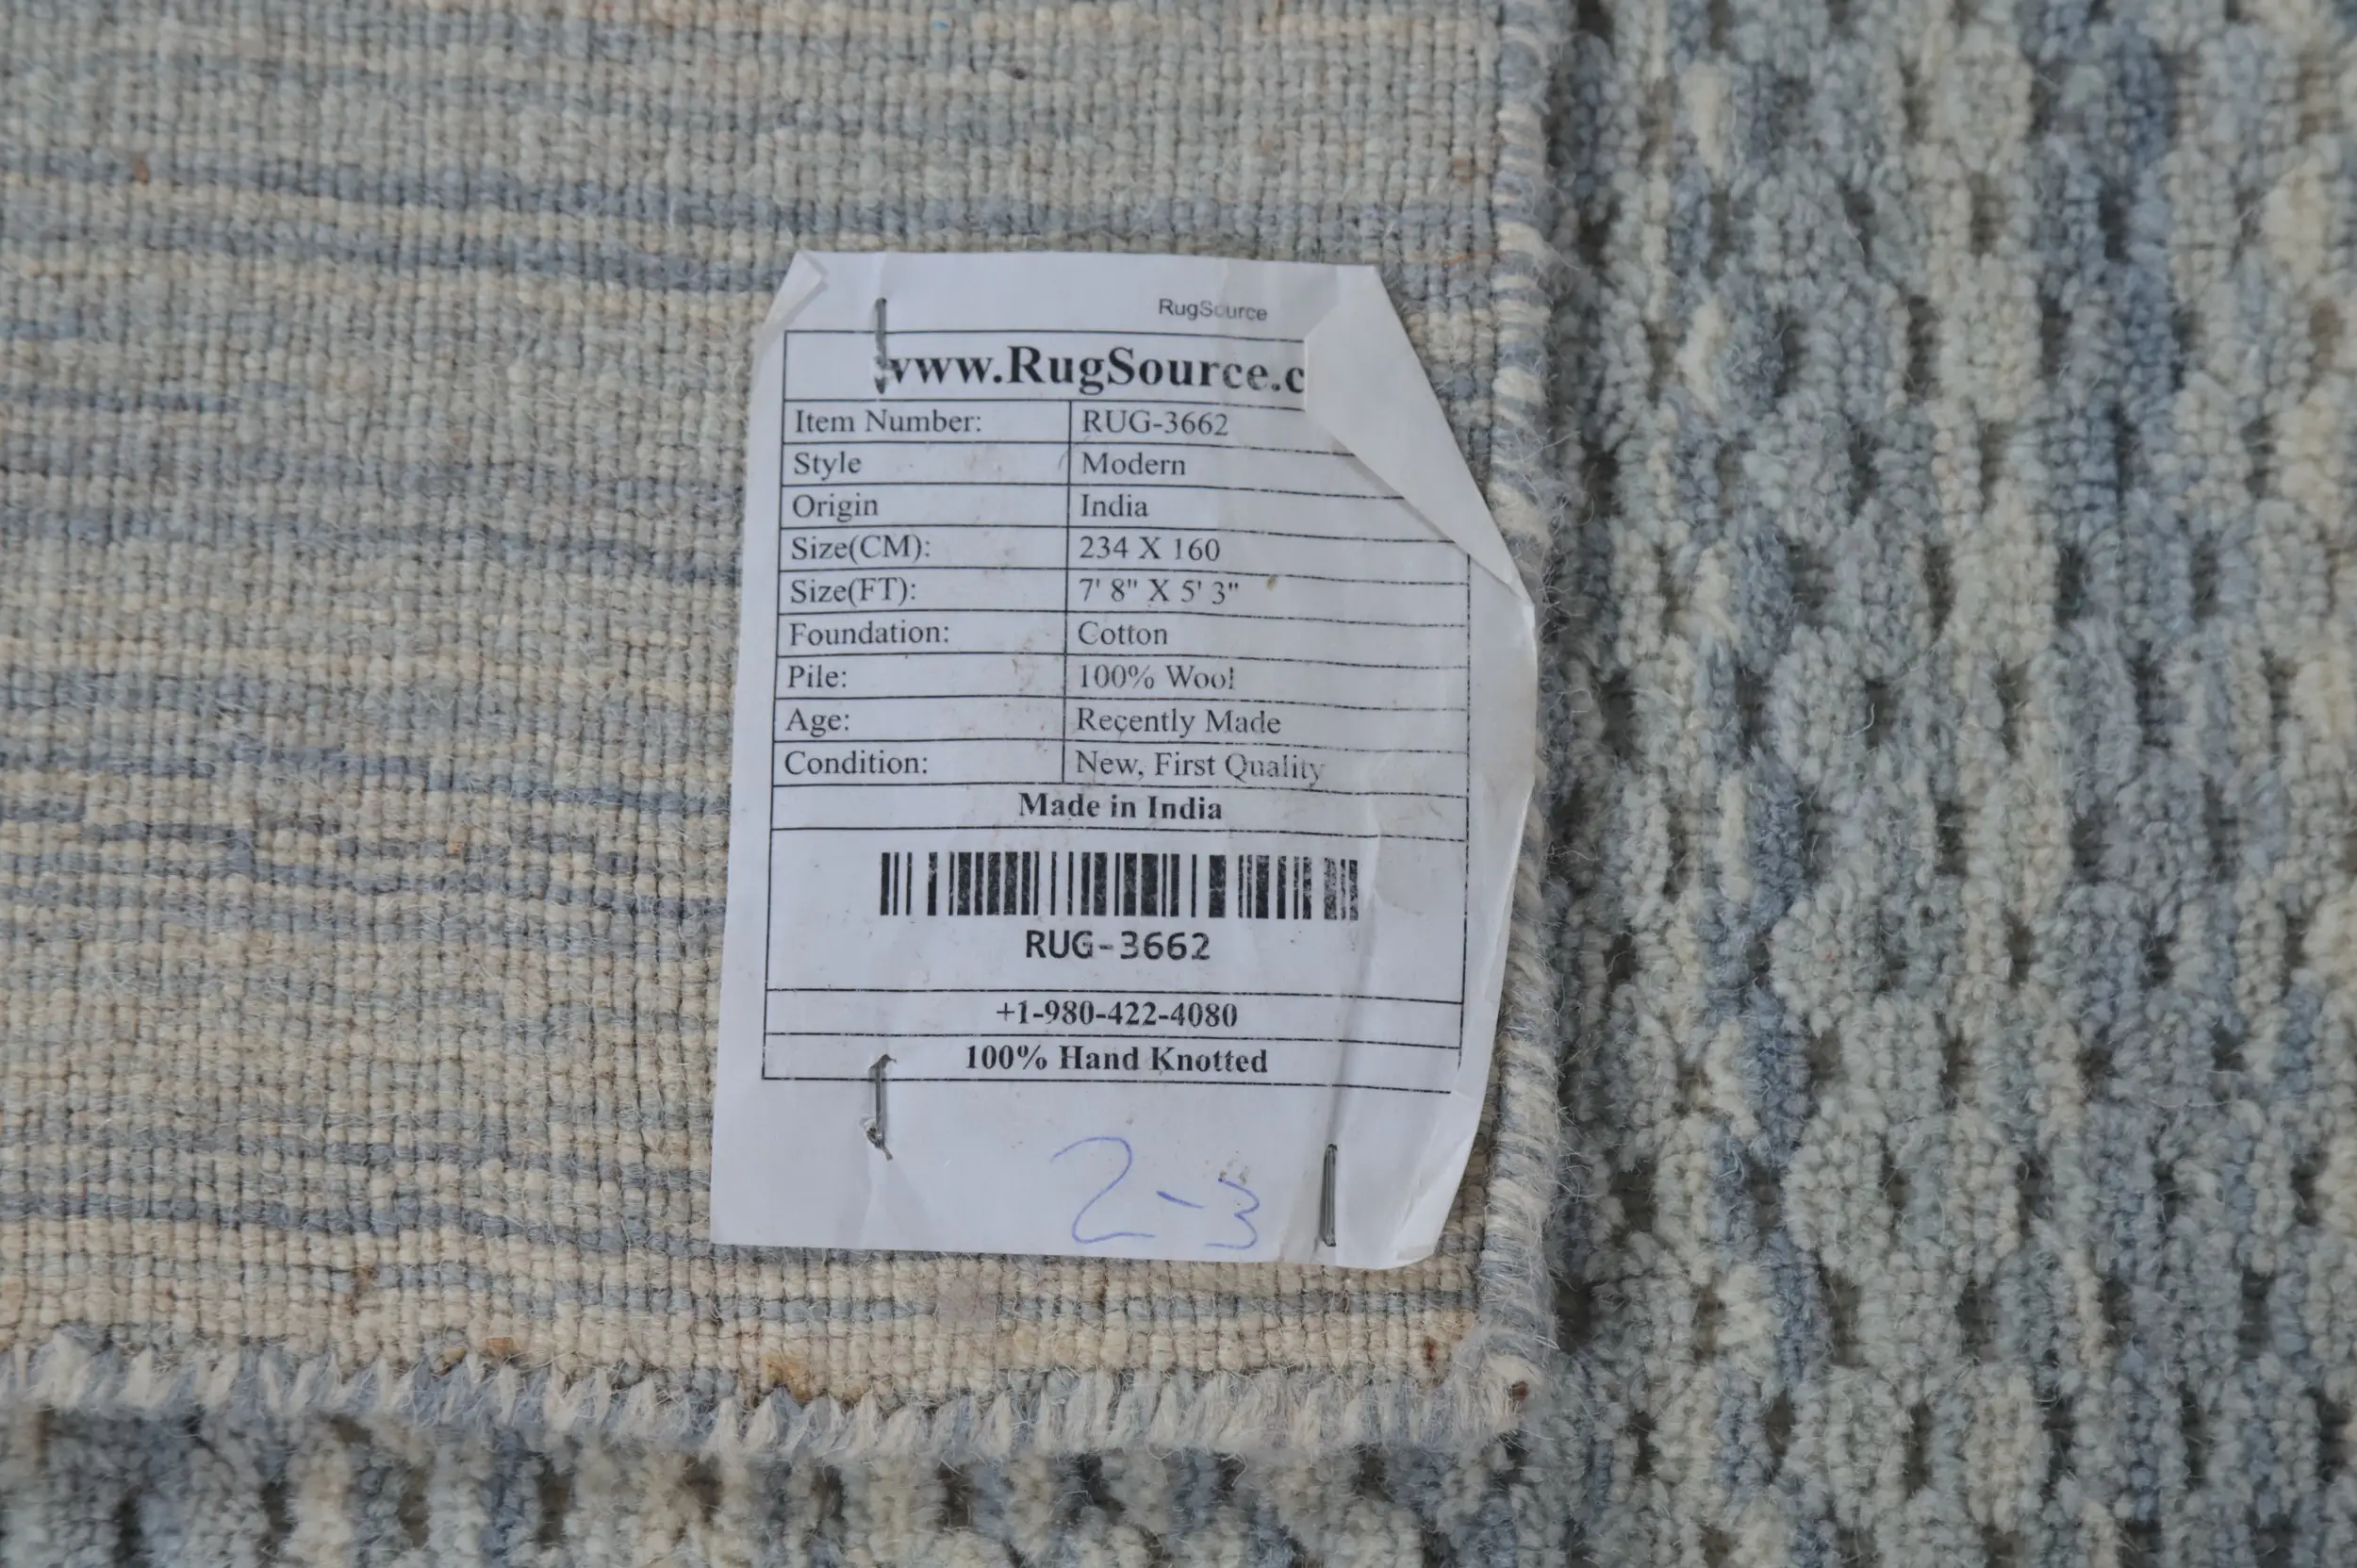 RugSource
www.RugSource.c
Item Number: RUG-3662
Style Modern
Origin India
Size(CM): 234 X 160
Size(FT): 7' 8" X 5' 3"
Foundation: Cotton
Pile: 100% Wool
Age: Recently Made
Condition: New, First Quality
Made in India
RUG-3662
+1-980-422-4080
100% Hand Knotted
2-3